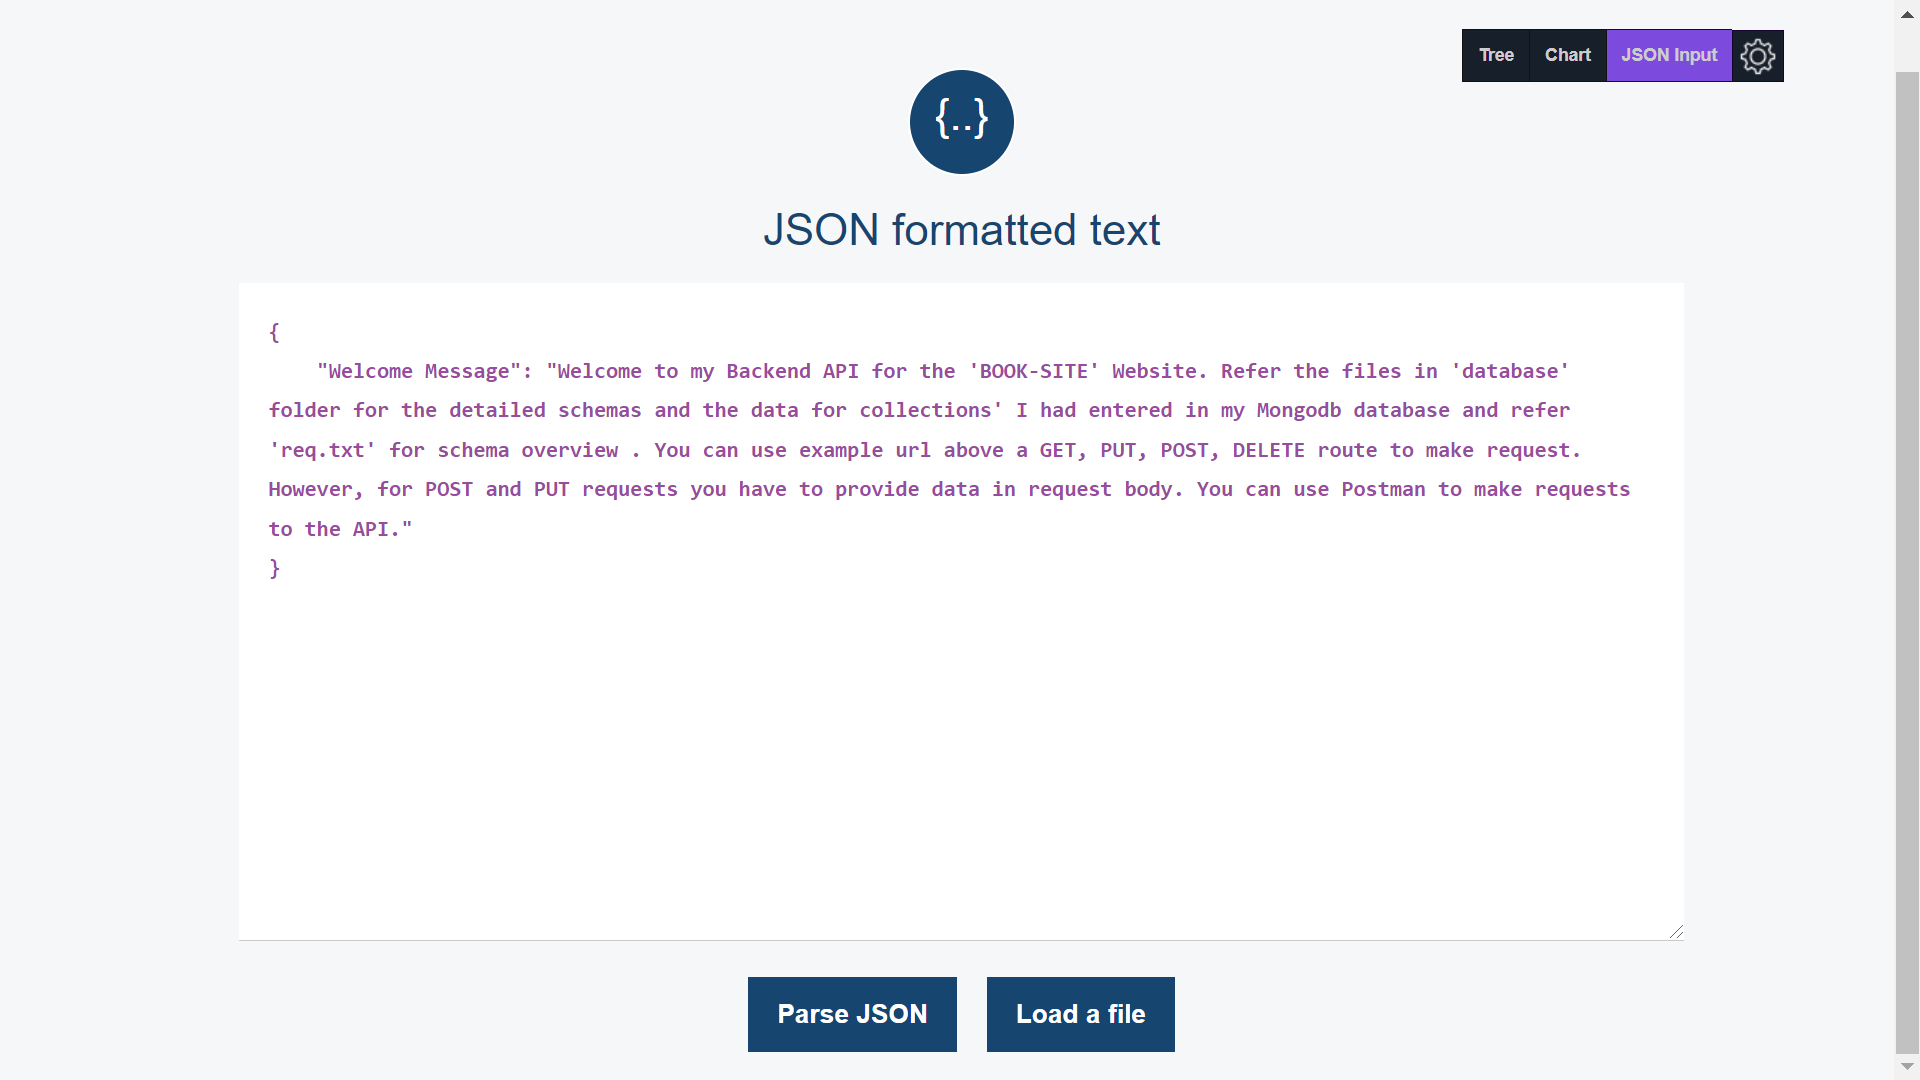 Tree Chart JSON Input
{..}
JSON formatted text
{
"Welcome Message": "Welcome to my Backend API for the 'BOOK-SITE' Website. Refer the files in 'database'
folder for the detailed schemas and the data for collections' I had entered in my Mongodb database and refer
'req.txt' for schema overview . You can use example url above a GET, PUT, POST, DELETE route to make request.
However, for POST and PUT requests you have to provide data in request body. You can use Postman to make requests
to the API."
}
Parse JSON Load a file